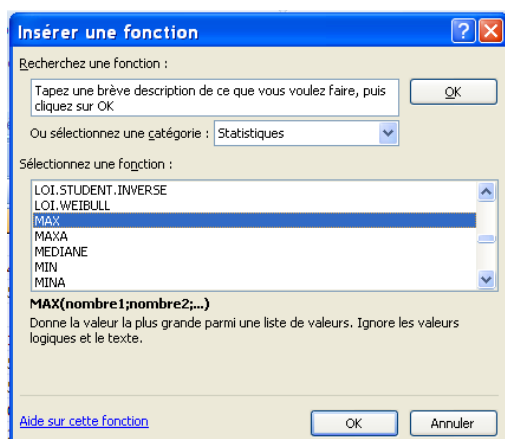 Insérer une fonction
Recherchez une fonction :
Tapez une brève description de ce que vous voulez faire, puis
cliquez sur OK
OK
Ou sélectionnez une catégorie : Statistiques
Sélectionnez une fonction :
LOI.STUDENT.INVERSE
LOI.WEIBULL
MAX
MAXA
MEDIANE
MIN
MINA
MAX(nombre1;nombre2;...)
Donne la valeur la plus grande parmi une liste de valeurs. Ignore les valeurs
logiques et le texte.
Aide sur cette fonction
OK
Annuler